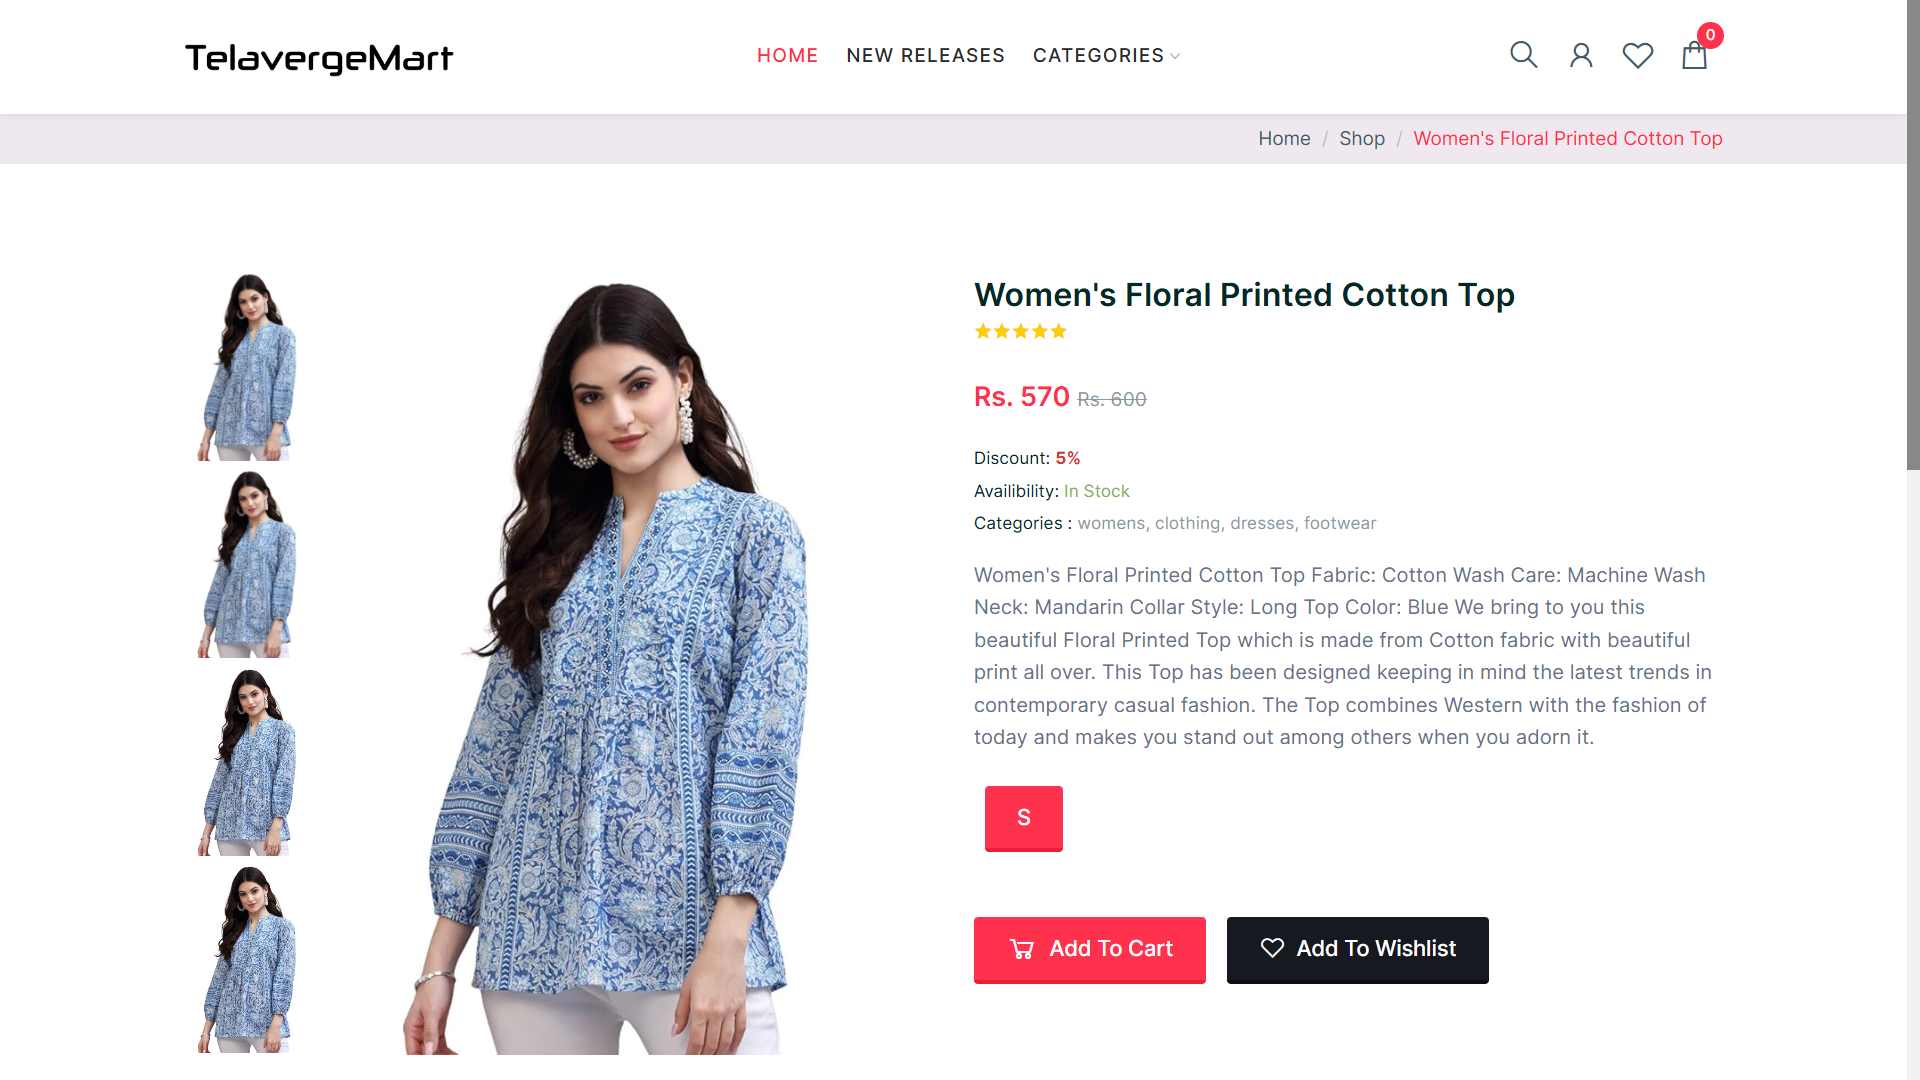 TelavergeMart
HOME
NEW RELEASES
CATEGORIES
0
Home / Shop / Women's Floral Printed Cotton Top
Women's Floral Printed Cotton Top
Rs. 570 Rs. 600
Discount: 5%
Availibility: In Stock
Categories : womens, clothing, dresses, footwear
Women's Floral Printed Cotton Top Fabric: Cotton Wash Care: Machine Wash
Neck: Mandarin Collar Style: Long Top Color: Blue We bring to you this
beautiful Floral Printed Top which is made from Cotton fabric with beautiful
print all over. This Top has been designed keeping in mind the latest trends in
contemporary casual fashion. The Top combines Western with the fashion of
today and makes you stand out among others when you adorn it.
S
Add To Cart
Add To Wishlist